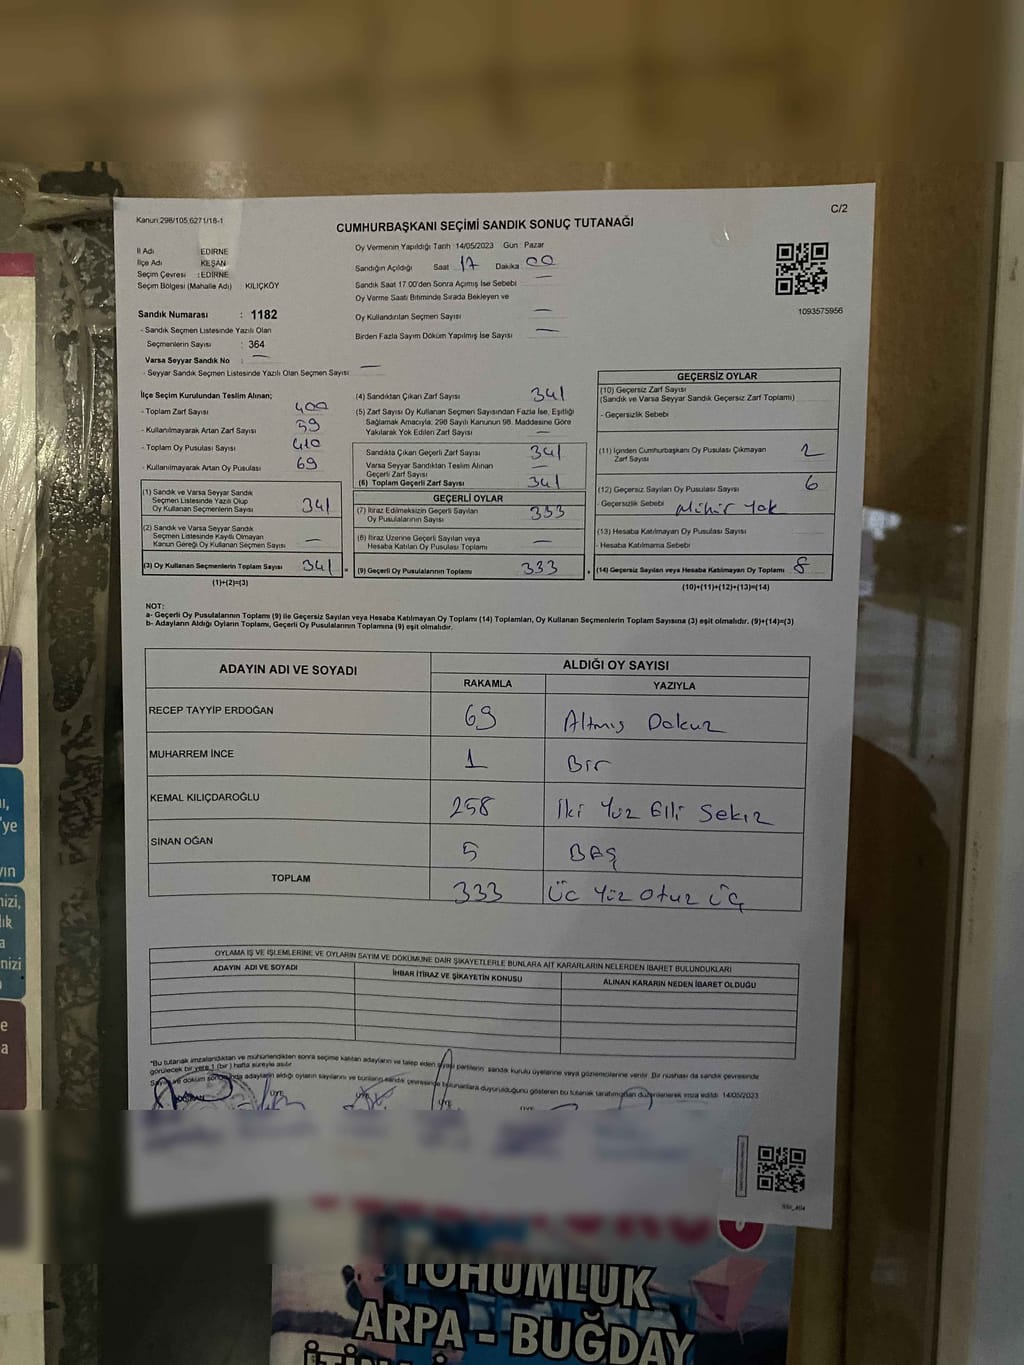 Kanun:298/105,6271/18-1
C/2
CUMHURBAŞKANI SEÇİMİ SANDIK SONUÇ TUTANAĞI
İl Adı EDİRNE
İlçe Adı KEŞAN
Seçim Çevresi : EDİRNE
Seçim Bölgesi (Mahalle Adı) : KILIÇKÖY
Oy Vermenin Yapıldığı Tarih : 14/05/2023 Gün : Pazar
Sandığın Açıldığı Saat 17 Dakika 00
Sandık Saat 17.00'den Sonra Açımış İse Sebebi —
Oy Verme Saati Bitiminde Sırada Bekleyen ve
Oy Kullandırılan Seçmen Sayısı —
Birden Fazla Sayım Döküm Yapılmış İse Sayısı —
1093575956
Sandık Numarası : 1182
- Sandık Seçmen Listesinde Yazılı Olan
Seçmenlerin Sayısı : 364
Varsa Seyyar Sandık No : —
- Seyyar Sandık Seçmen Listesinde Yazılı Olan Seçmen Sayısı : —
İlçe Seçim Kurulundan Teslim Alınan;
- Toplam Zarf Sayısı 400
- Kullanılmayarak Artan Zarf Sayısı 59
- Toplam Oy Pusulası Sayısı 410
- Kullanılmayarak Artan Oy Pusulası 69
(1) Sandık ve Varsa Seyyar Sandık
Seçmen Listesinde Yazılı Olup
Oy Kullanan Seçmenlerin Sayısı 341
(2) Sandık ve Varsa Seyyar Sandık
Seçmen Listesinde Kayıtlı Olmayan
Kanun Gereği Oy Kullanan Seçmen Sayısı —
(3) Oy Kullanan Seçmenlerin Toplam Sayısı 341
(1)+(2)=(3)
(4) Sandıktan Çıkan Zarf Sayısı 341
(5) Zarf Sayısı Oy Kullanan Seçmen Sayısından Fazla İse, Eşitliği
Sağlamak Amacıyla; 298 Sayılı Kanunun 98. Maddesine Göre
Yakılarak Yok Edilen Zarf Sayısı —
Sandıkta Çıkan Geçerli Zarf Sayısı 341
Varsa Seyyar Sandıktan Teslim Alınan
Geçerli Zarf Sayısı —
(6) Toplam Geçerli Zarf Sayısı 341
GEÇERLİ OYLAR
(7) İtiraz Edilmeksizin Geçerli Sayılan
Oy Pusulalarının Sayısı 333
(8) İtiraz Üzerine Geçerli Sayılan veya
Hesaba Katılan Oy Pusulası Toplamı —
(9) Geçerli Oy Pusulalarının Toplamı 333
GEÇERSİZ OYLAR
(10) Geçersiz Zarf Sayısı
(Sandık ve Varsa Seyyar Sandık Geçersiz Zarf Toplamı)
- Geçersizlik Sebebi
(11) İçinden Cumhurbaşkanı Oy Pusulası Çıkmayan
Zarf Sayısı 2
(12) Geçersiz Sayılan Oy Pusulası Sayısı 6
- Geçersizlik Sebebi Mühür Yok
(13) Hesaba Katılmayan Oy Pusulası Sayısı
- Hesaba Katılmama Sebebi
(14) Geçersiz Sayılan veya Hesaba Katılmayan Oy Toplamı 8
(10)+(11)+(12)+(13)=(14)
NOT:
a- Geçerli Oy Pusulalarının Toplamı (9) ile Geçersiz Sayılan veya Hesaba Katılmayan Oy Toplamı (14) Toplamları, Oy Kullanan Seçmenlerin Toplam Sayısına (3) eşit olmalıdır. (9)+(14)=(3)
b- Adayların Aldığı Oyların Toplamı, Geçerli Oy Pusulalarının Toplamına (9) eşit olmalıdır.
ADAYIN ADI VE SOYADI ALDIĞI OY SAYISI
RAKAMLA YAZIYLA
RECEP TAYYİP ERDOĞAN 69 Altmış Dokuz
MUHARREM İNCE 1 Bir
KEMAL KILIÇDAROĞLU 258 İki Yüz Elli Sekiz
SİNAN OĞAN 5 BEŞ
TOPLAM 333 Üç Yüz Otuz Üç
OYLAMA İŞ VE İŞLEMLERİNE VE OYLARIN SAYIM VE DÖKÜMÜNE DAİR ŞİKAYETLERLE BUNLARA AİT KARARLARIN NELERDEN İBARET BULUNDUKLARI
ADAYIN ADI VE SOYADI İHBAR İTİRAZ VE ŞİKAYETİN KONUSU ALINAN KARARIN NEDEN İBARET OLDUĞU
"Bu tutanak imzalandıktan ve mühürlendikten sonra seçime katılan adayların ve talep eden siyasi partilerin sandık kurulu üyelerine veya gözlemcilerine verilir. Bir nüshası da sandık çevresinde
görülecek bir yere 1 (bir) hafta süreyle asılır.
Sayım ve döküm sonunda adayların aldığı oyların sayılarını ve bunların sandık çevresinde bulunanlara duyurulduğunu gösteren bu tutanak tarafımızdan düzenlenerek imza edildi. 14/05/2023
ÜYE
ÜYE
ÜYE
ÜYE
TOHUMLUK
ARPA - BUĞDAY